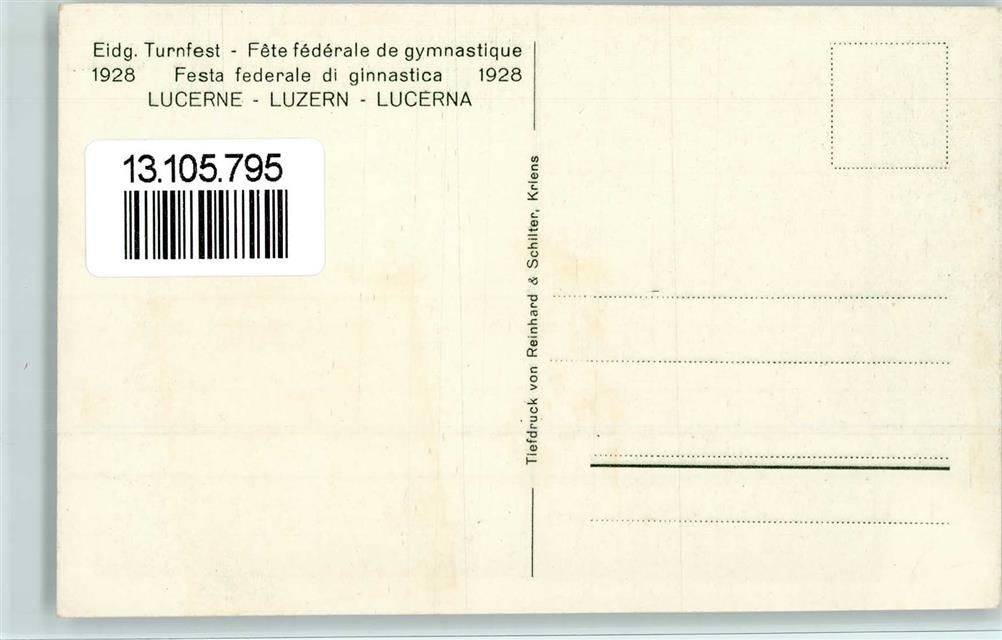 Eidg. Turnfest - Fête fédérale de gymnastique
1928 Festa federale di ginnastica 1928
LUCERNE - LUZERN - LUCERNA
13.105.795
Tiefdruck von Reinhard & Schilter, Kriens